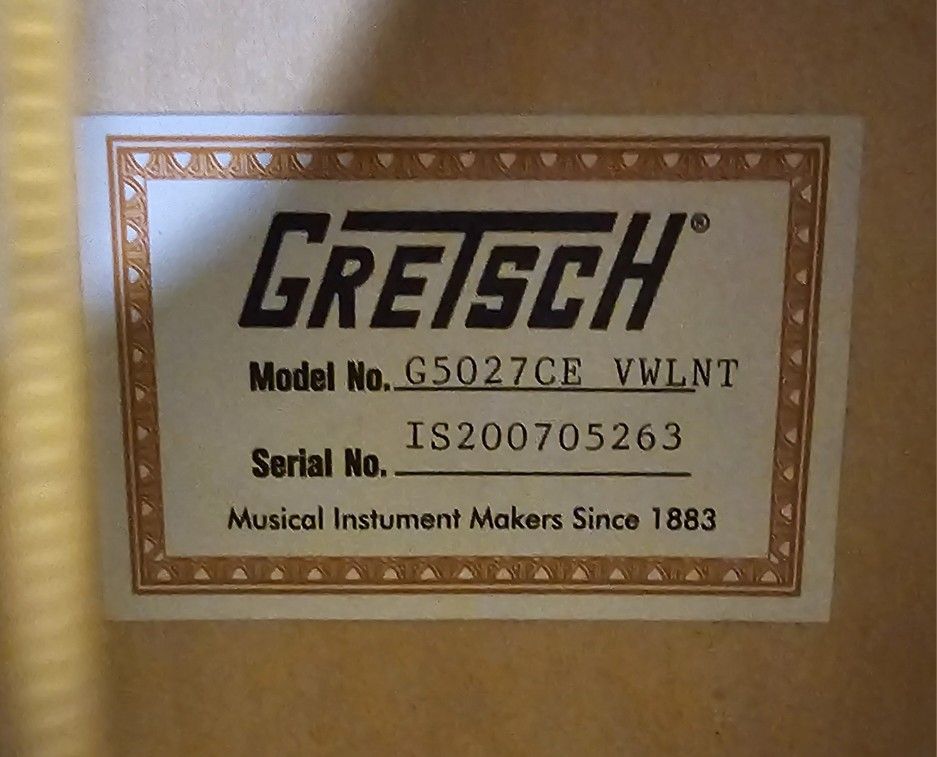 GRETSCH®
Model No. G5027CE VWLNT
Serial No. IS200705263
Musical Instument Makers Since 1883